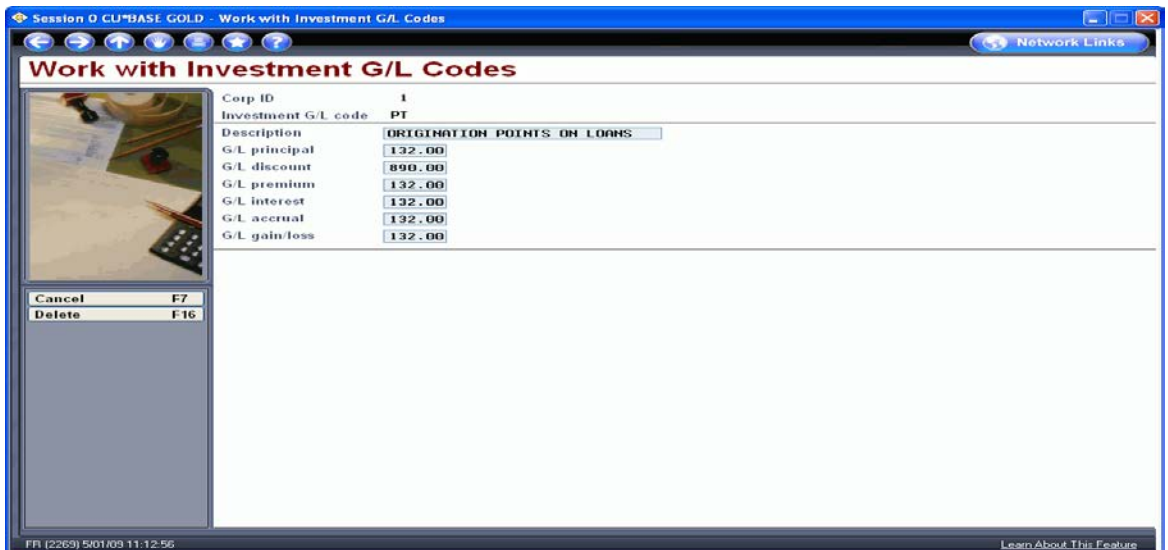 Session 0 CU*BASE GOLD - Work with Investment G/L Codes
Network Links
Work with Investment G/L Codes
Corp ID 1
Investment G/L code PT
Description ORIGINATION POINTS ON LOANS
G/L principal 132.00
G/L discount 890.00
G/L premium 132.00
G/L interest 132.00
G/L accrual 132.00
G/L gain/loss 132.00
Cancel F7
Delete F16
FR (2269) 5/01/09 11:12:56
Learn About This Feature